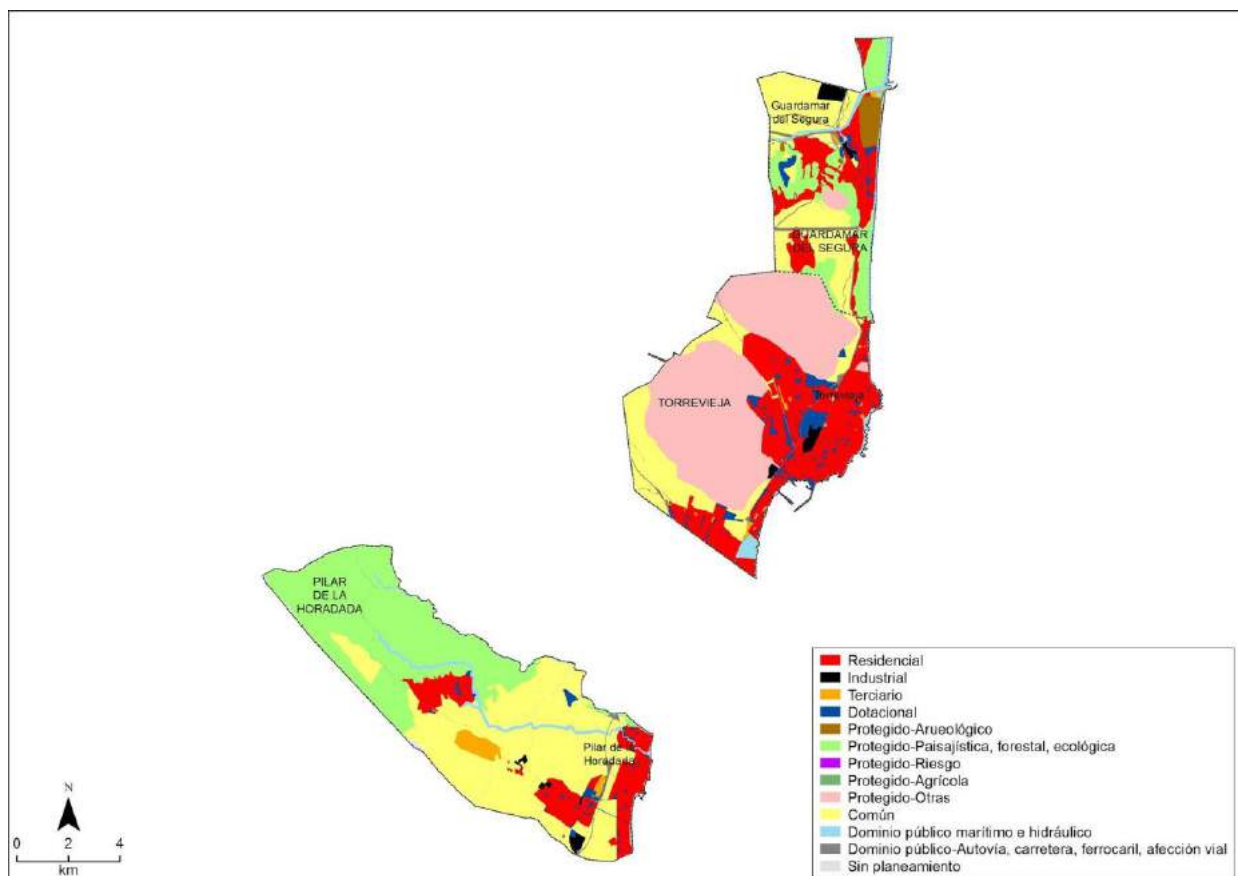 Guardamar
del Segura
GUARDAMAR
DEL SEGURA
TORREVIEJA
Torrevieja
PILAR
DE LA
HORADADA
Pilar de la
Horadada
N
0 2 4
km
Residencial
Industrial
Terciario
Dotacional
Protegido-Arueológico
Protegido-Paisajística, forestal, ecológica
Protegido-Riesgo
Protegido-Agrícola
Protegido-Otras
Común
Dominio público marítimo e hidráulico
Dominio público-Autovía, carretera, ferrocaril, afección vial
Sin planeamiento